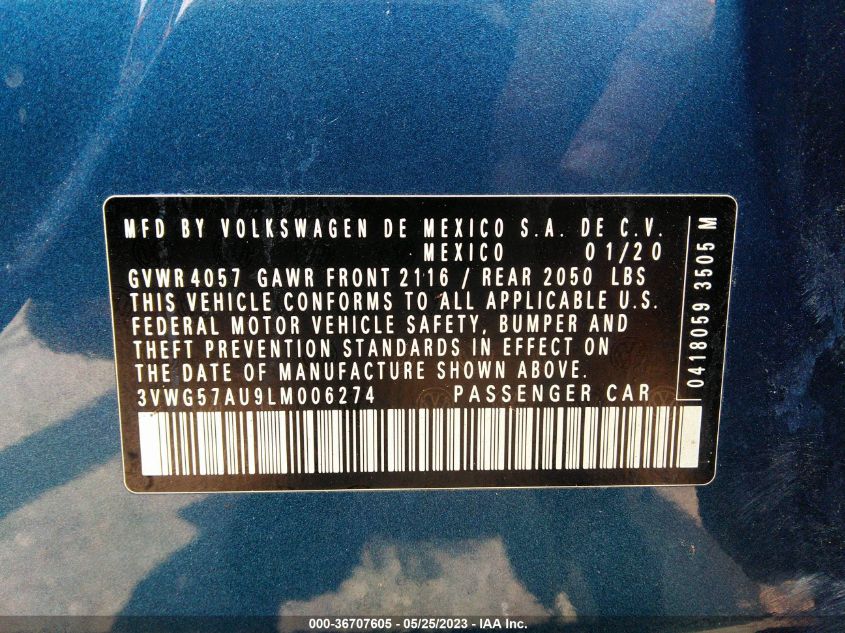 MFD BY VOLKSWAGEN DE MEXICO S.A. DE C.V.
MEXICO 01/20
GVWR 4057 GAWR FRONT 2116 / REAR 2050 LBS
THIS VEHICLE CONFORMS TO ALL APPLICABLE U.S.
FEDERAL MOTOR VEHICLE SAFETY, BUMPER AND
THEFT PREVENTION STANDARDS IN EFFECT ON
THE DATE OF MANUFACTURE SHOWN ABOVE.
3VWG57AU9LM006274 PASSENGER CAR
0418059 3505 M
000-36707605 - 05/25/2023 - IAA Inc.